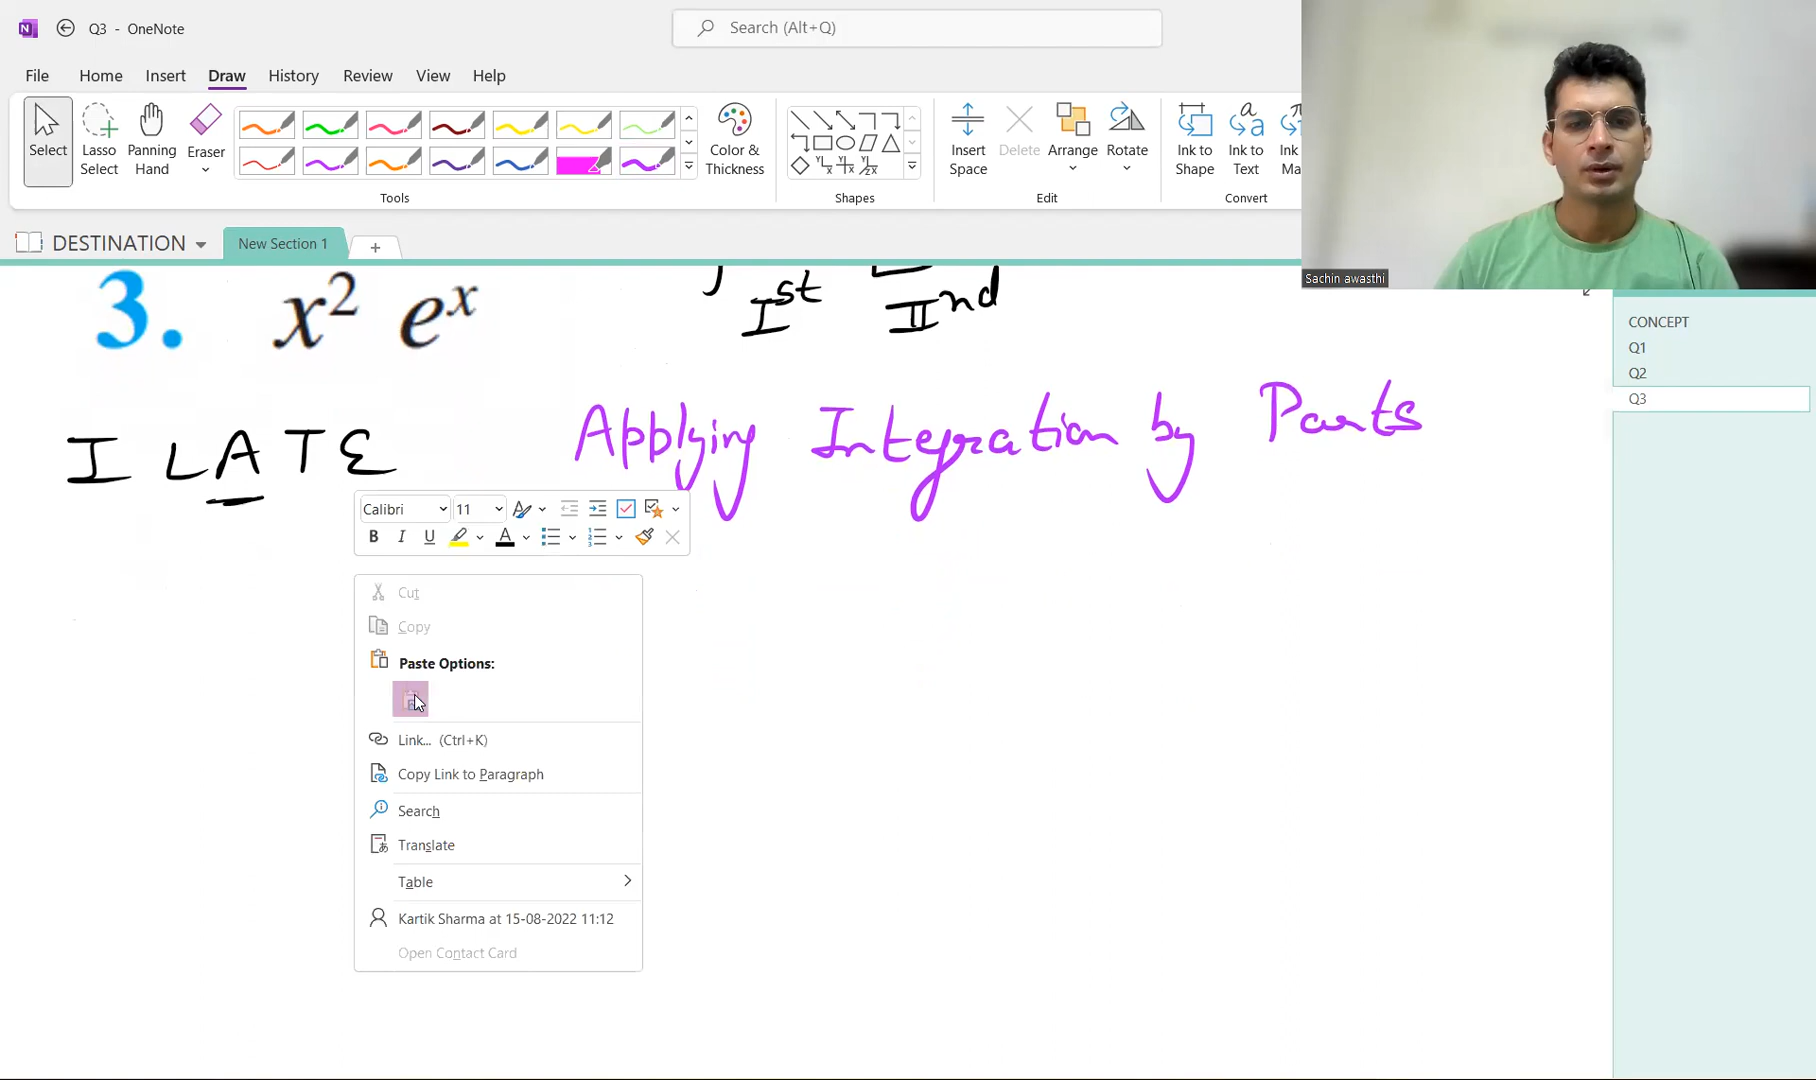 Q3 - OneNote
Search (Alt+Q)
File Home Insert Draw History Review View Help
Select
Lasso Select
Panning Hand
Eraser
Color & Thickness
Insert Space
Delete
Arrange
Rotate
Ink to Shape
Ink to Text
Ink Ma
Tools
Shapes
Edit
Convert
DESTINATION
New Section 1
Sachin awasthi
CONCEPT
Q1
Q2
Q3
3. x² eˣ
Ist IInd
I LATE
Applying Integration by Parts
Calibri 11
B I U A
Cut
Copy
Paste Options:
Link... (Ctrl+K)
Copy Link to Paragraph
Search
Translate
Table
Kartik Sharma at 15-08-2022 11:12
Open Contact Card